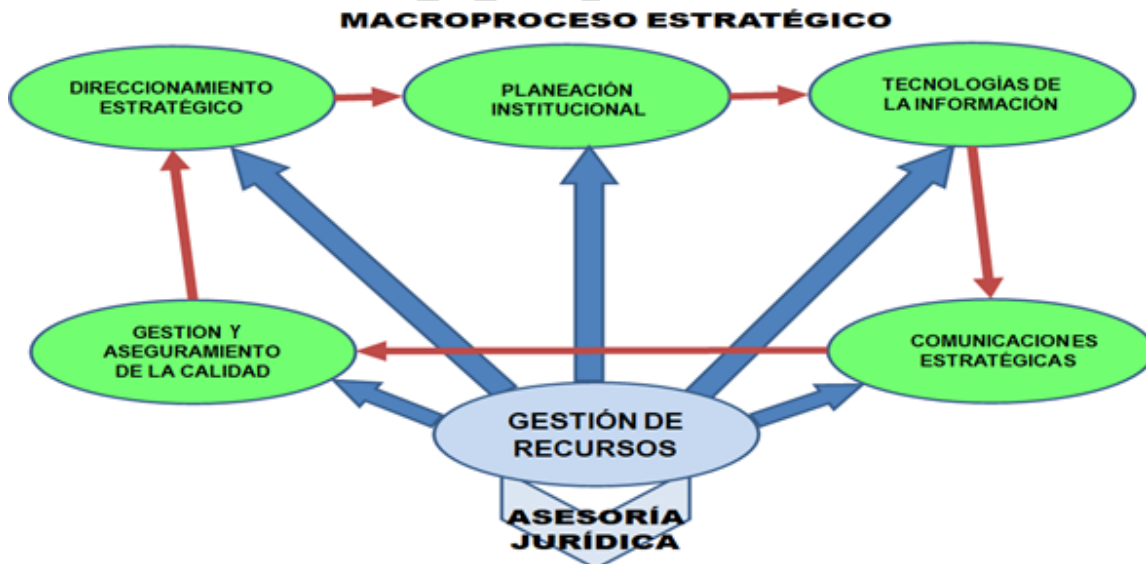 MACROPROCESO ESTRATÉGICO
DIRECCIONAMIENTO
ESTRATÉGICO
PLANEACIÓN
INSTITUCIONAL
TECNOLOGÍAS DE
LA INFORMACIÓN
GESTION Y
ASEGURAMIENTO
DE LA CALIDAD
COMUNICACIONES
ESTRATÉGICAS
GESTIÓN DE
RECURSOS
ASESORÍA
JURÍDICA